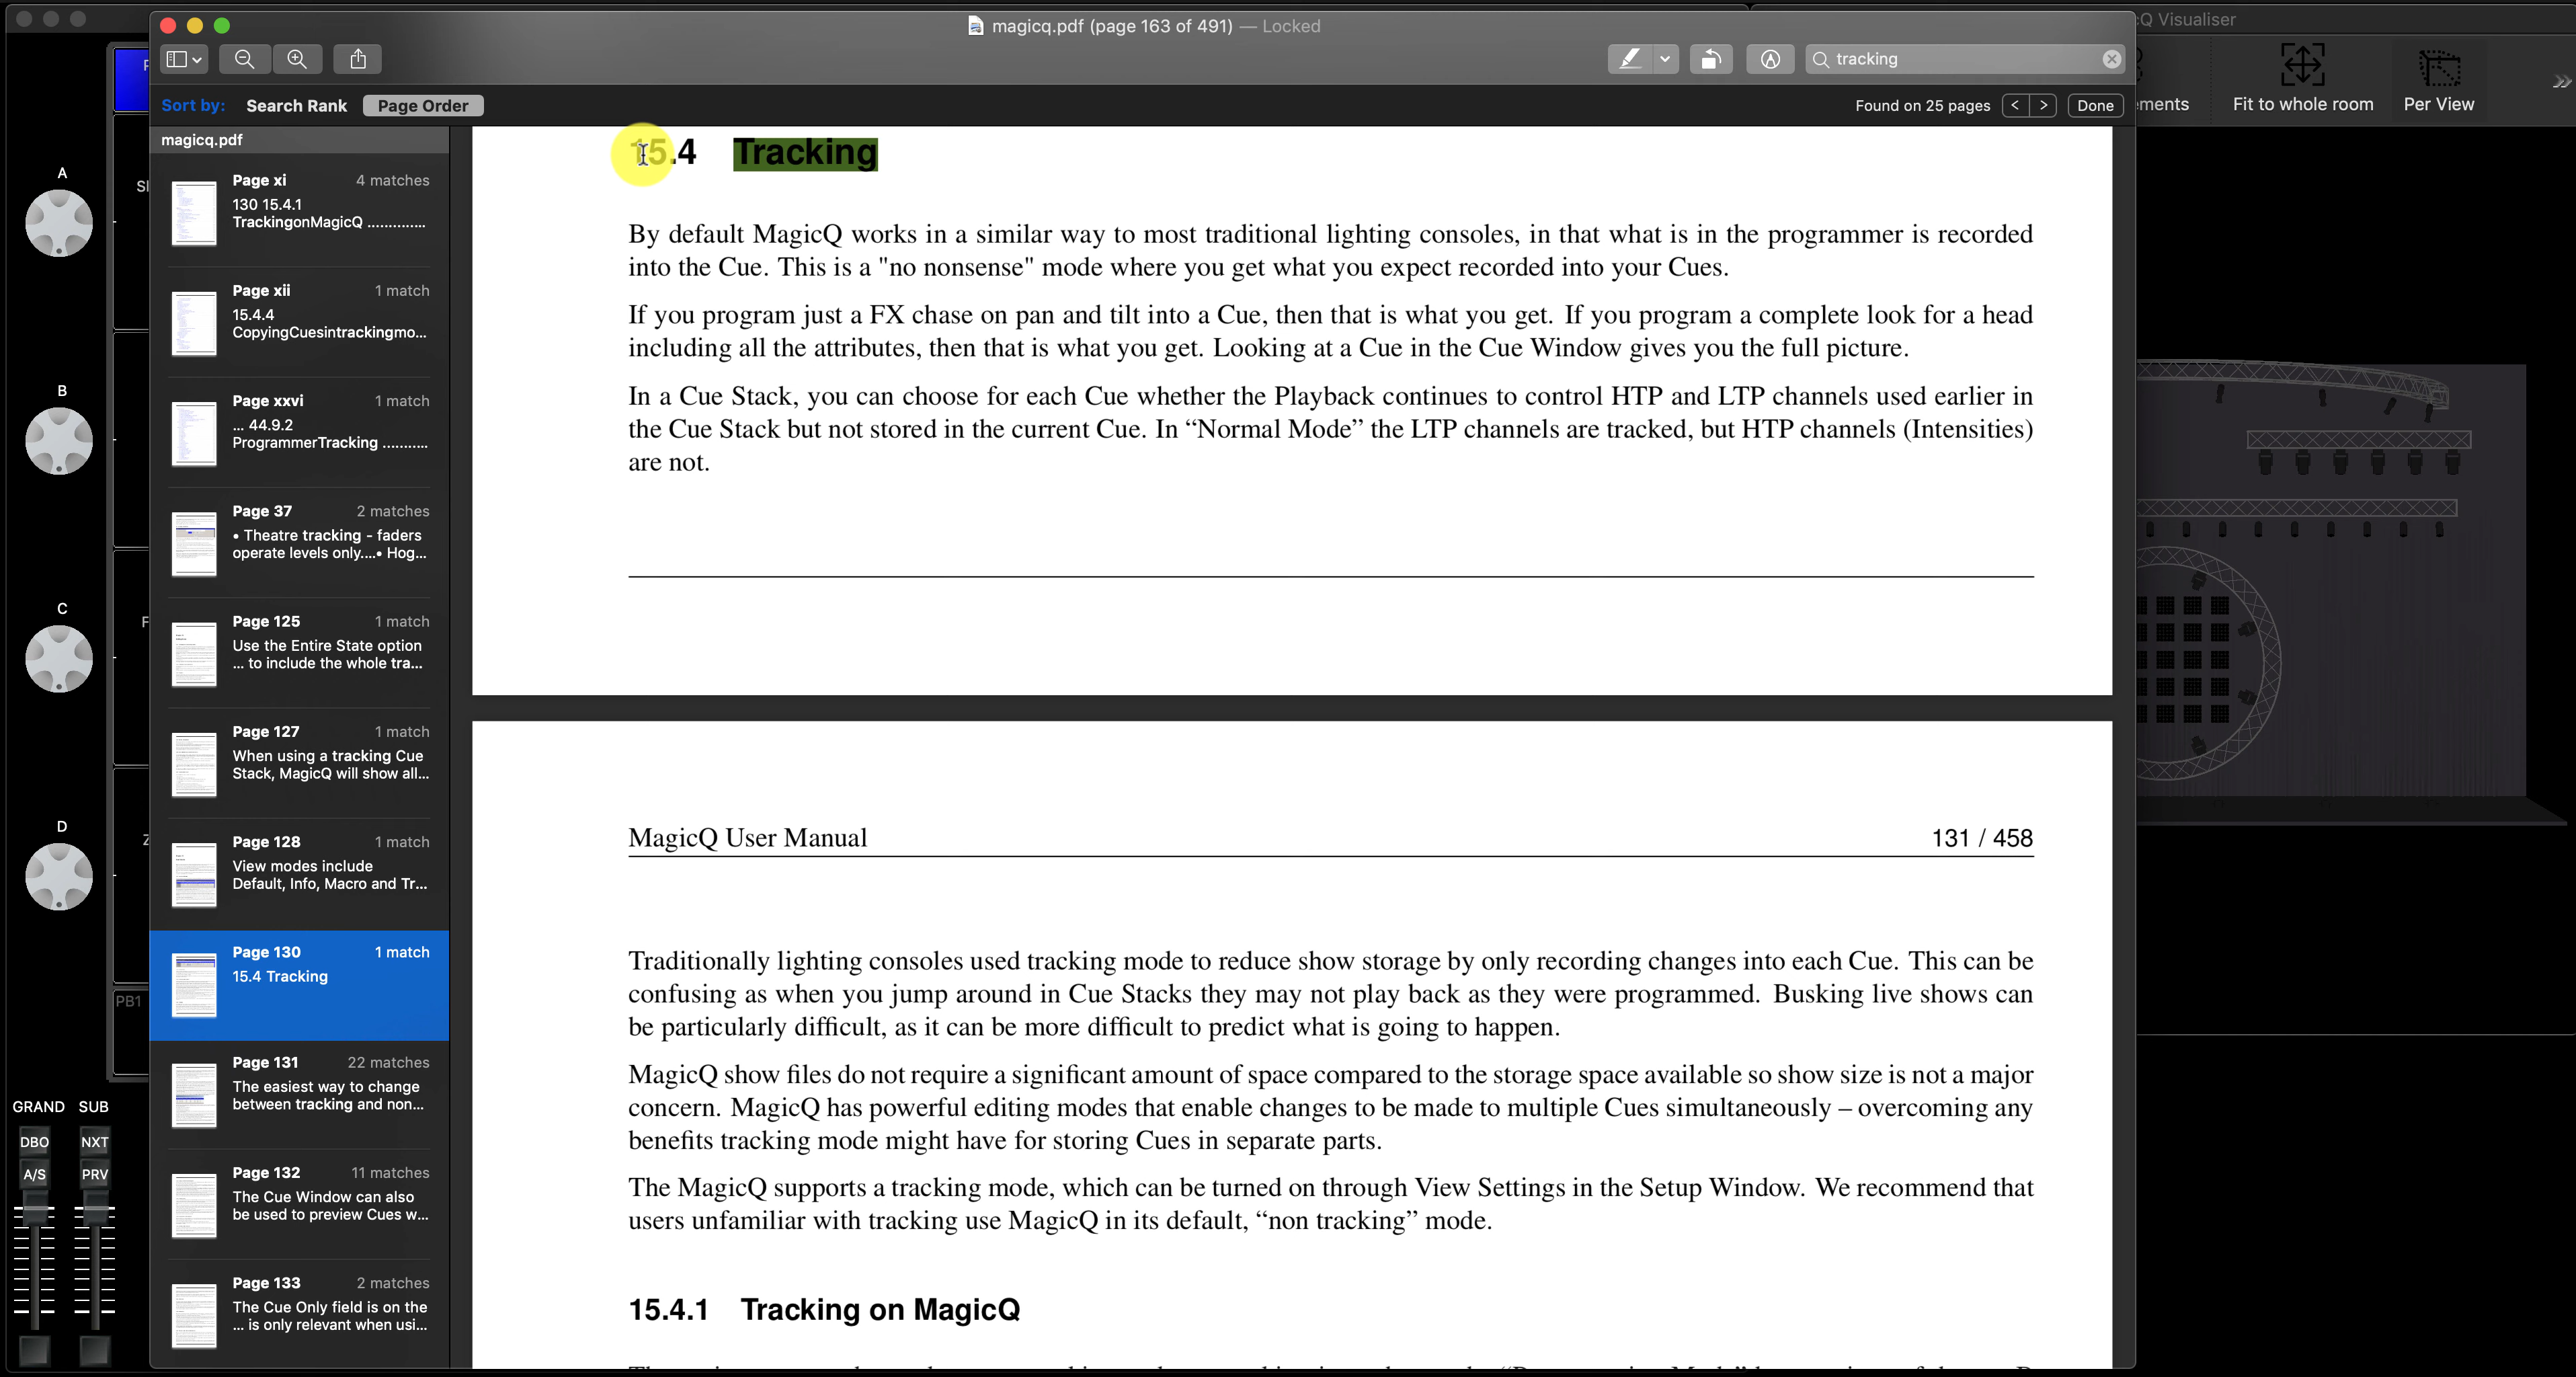 magicq.pdf (page 163 of 491) — Locked
Q Visualiser
tracking
ments
Fit to whole room
Per View
Sort by:
Search Rank
Page Order
Found on 25 pages
<
>
Done
magicq.pdf
Page xi
4 matches
130 15.4.1
TrackingonMagicQ ..............
Page xii
1 match
15.4.4
CopyingCuesintrackingmo...
Page xxvi
1 match
... 44.9.2
ProgrammerTracking ...........
Page 37
2 matches
• Theatre tracking - faders
operate levels only....• Hog...
Page 125
1 match
Use the Entire State option
... to include the whole tra...
Page 127
1 match
When using a tracking Cue
Stack, MagicQ will show all...
Page 128
1 match
View modes include
Default, Info, Macro and Tr...
Page 130
1 match
15.4 Tracking
Page 131
22 matches
The easiest way to change
between tracking and non...
Page 132
11 matches
The Cue Window can also
be used to preview Cues w...
Page 133
2 matches
The Cue Only field is on the
... is only relevant when usi...
15.4 Tracking
By default MagicQ works in a similar way to most traditional lighting consoles, in that what is in the programmer is recorded
into the Cue. This is a "no nonsense" mode where you get what you expect recorded into your Cues.
If you program just a FX chase on pan and tilt into a Cue, then that is what you get. If you program a complete look for a head
including all the attributes, then that is what you get. Looking at a Cue in the Cue Window gives you the full picture.
In a Cue Stack, you can choose for each Cue whether the Playback continues to control HTP and LTP channels used earlier in
the Cue Stack but not stored in the current Cue. In “Normal Mode” the LTP channels are tracked, but HTP channels (Intensities)
are not.
MagicQ User Manual
131 / 458
Traditionally lighting consoles used tracking mode to reduce show storage by only recording changes into each Cue. This can be
confusing as when you jump around in Cue Stacks they may not play back as they were programmed. Busking live shows can
be particularly difficult, as it can be more difficult to predict what is going to happen.
MagicQ show files do not require a significant amount of space compared to the storage space available so show size is not a major
concern. MagicQ has powerful editing modes that enable changes to be made to multiple Cues simultaneously – overcoming any
benefits tracking mode might have for storing Cues in separate parts.
The MagicQ supports a tracking mode, which can be turned on through View Settings in the Setup Window. We recommend that
users unfamiliar with tracking use MagicQ in its default, “non tracking” mode.
15.4.1 Tracking on MagicQ
A
B
C
D
PB1
GRAND SUB
DBO NXT
A/S PRV